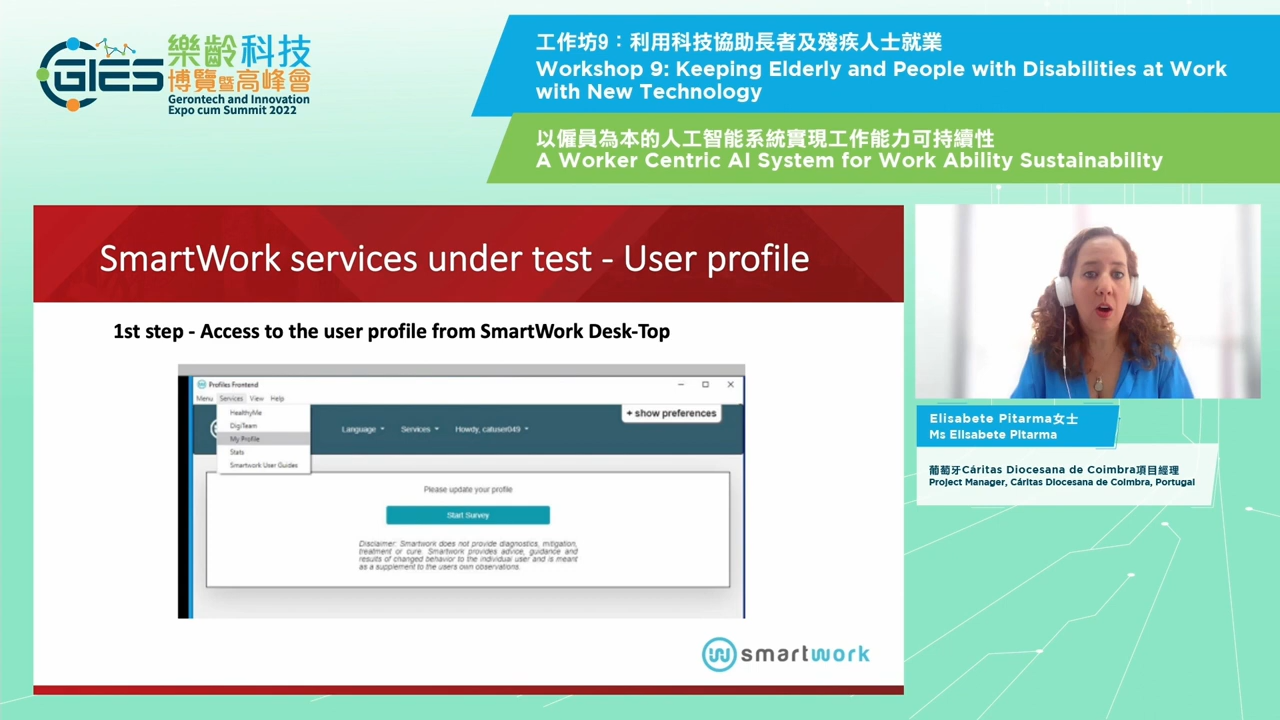 GIES
樂齡科技
博覽暨高峰會
Gerontech and Innovation
Expo cum Summit 2022
工作坊9：利用科技協助長者及殘疾人士就業
Workshop 9: Keeping Elderly and People with Disabilities at Work
with New Technology
以僱員為本的人工智能系統實現工作能力可持續性
A Worker Centric AI System for Work Ability Sustainability
SmartWork services under test - User profile
1st step - Access to the user profile from SmartWork Desk-Top
Profiles Frontend
Menu Services View Help
HealthyMe
DigiTeam
My Profile
Stats
Smartwork User Guides
Language Services Howdy, catuser049
+ show preferences
Please update your profile
Start Survey
Disclaimer: Smartwork does not provide diagnostics, mitigation,
treatment or cure. Smartwork provides advice, guidance and
results of changed behavior to the individual user and is meant
as a supplement to the users own observations.
smartwork
Elisabete Pitarma女士
Ms Elisabete Pitarma
葡萄牙Cáritas Diocesana de Coimbra項目經理
Project Manager, Cáritas Diocesana de Coimbra, Portugal